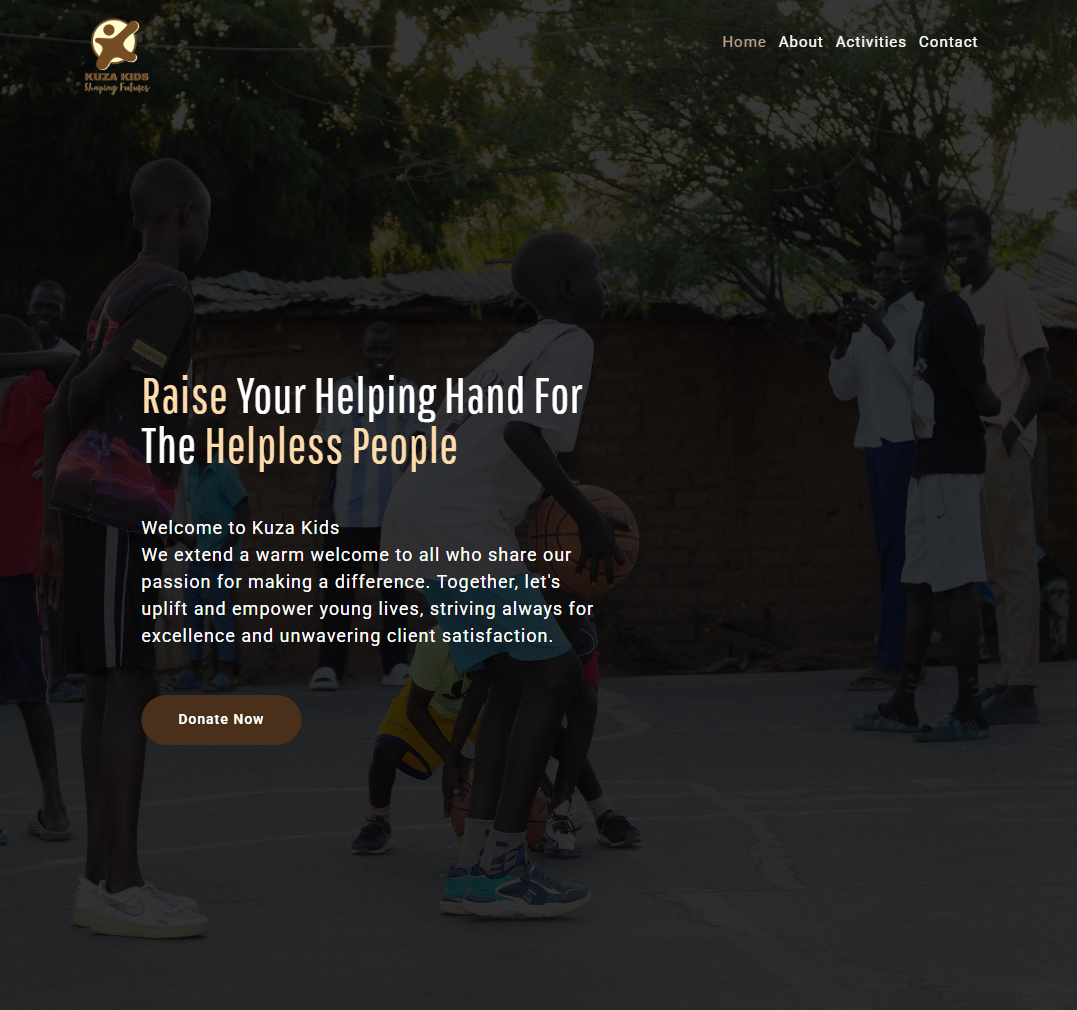 KUZA KIDS
Shaping Futures
Home About Activities Contact
Raise Your Helping Hand For
The Helpless People
Welcome to Kuza Kids
We extend a warm welcome to all who share our
passion for making a difference. Together, let's
uplift and empower young lives, striving always for
excellence and unwavering client satisfaction.
Donate Now